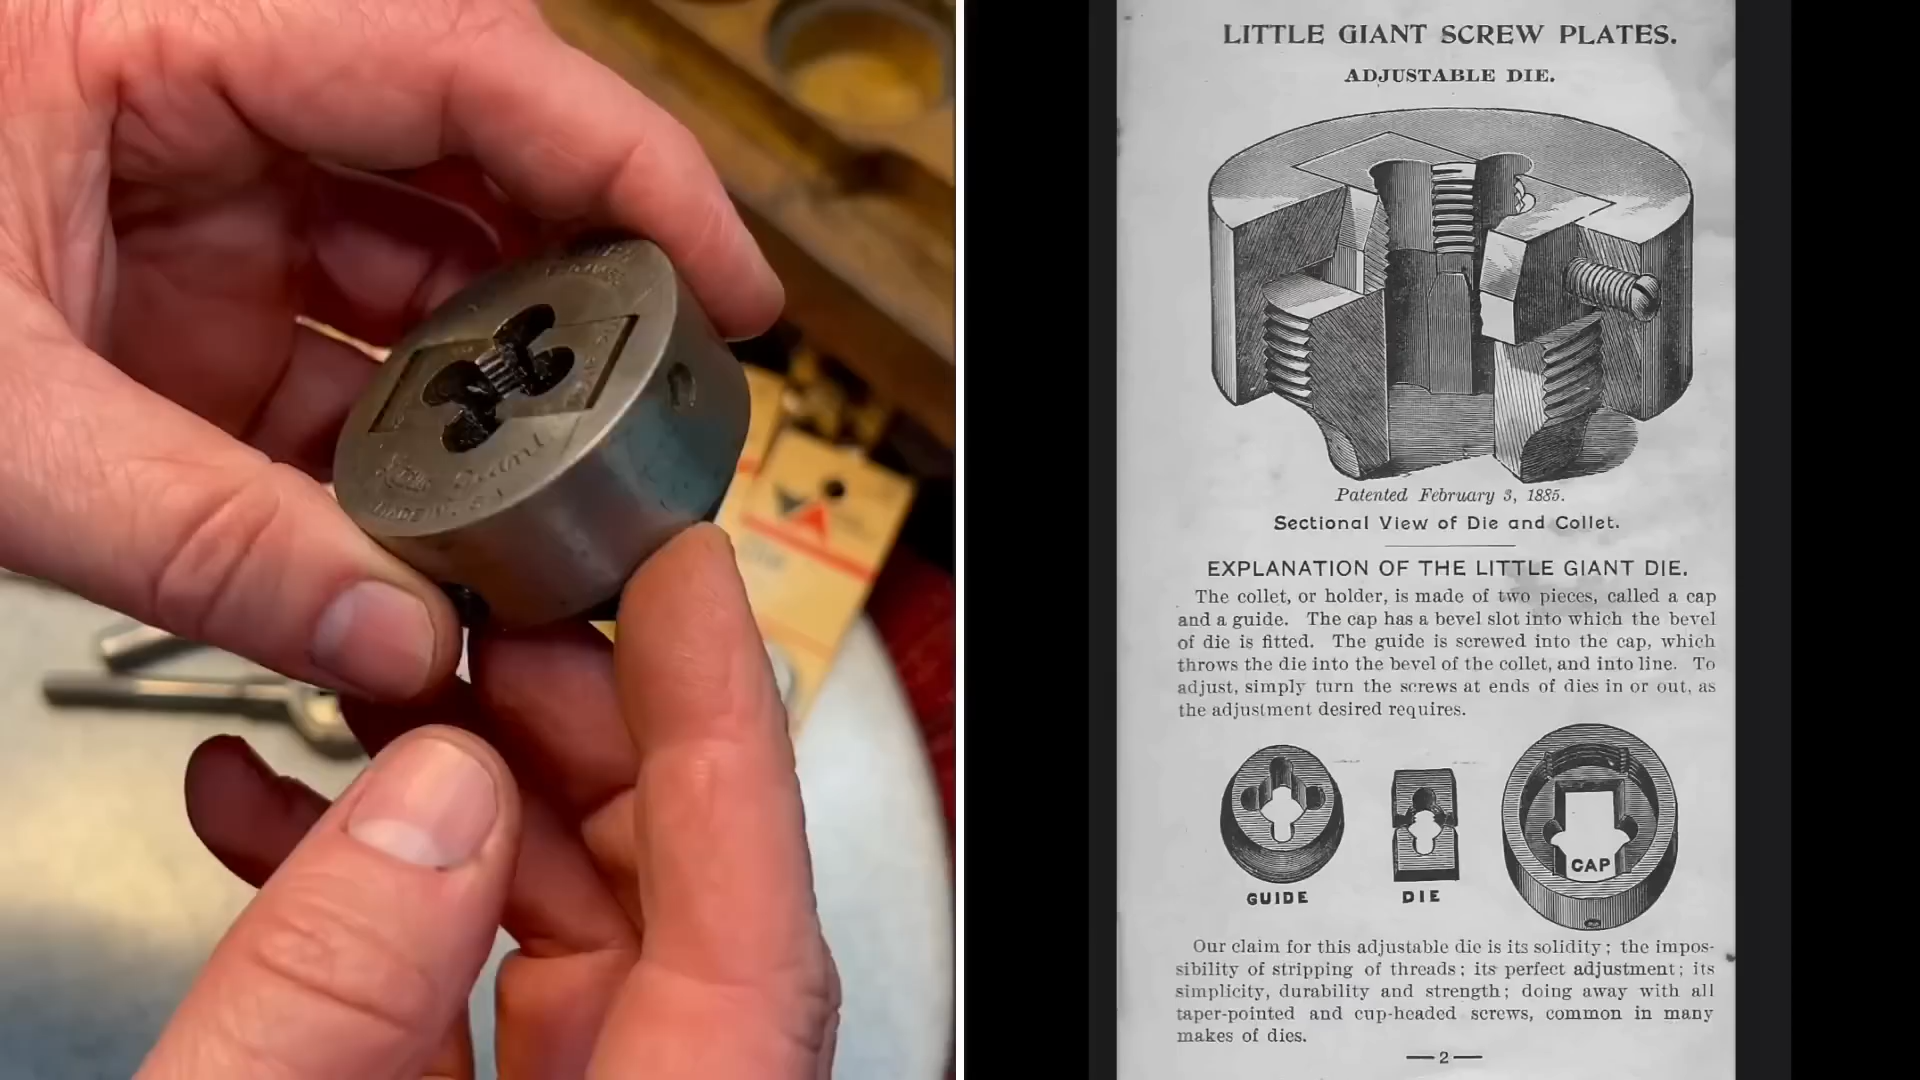 Little Giant
MADE IN U.S.A
LITTLE GIANT SCREW PLATES.
ADJUSTABLE DIE.
Patented February 3, 1885.
Sectional View of Die and Collet.
EXPLANATION OF THE LITTLE GIANT DIE.
The collet, or holder, is made of two pieces, called a cap
and a guide. The cap has a bevel slot into which the bevel
of die is fitted. The guide is screwed into the cap, which
throws the die into the bevel of the collet, and into line. To
adjust, simply turn the screws at ends of dies in or out, as
the adjustment desired requires.
GUIDE
DIE
CAP
Our claim for this adjustable die is its solidity; the impos-
sibility of stripping of threads; its perfect adjustment; its
simplicity, durability and strength; doing away with all
taper-pointed and cup-headed screws, common in many
makes of dies.
—2—